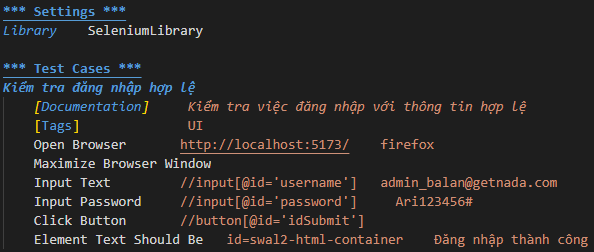 *** Settings ***
Library    SeleniumLibrary
*** Test Cases ***
Kiểm tra đăng nhập hợp lệ
[Documentation]    Kiểm tra việc đăng nhập với thông tin hợp lệ
[Tags]    UI
Open Browser    http://localhost:5173/    firefox
Maximize Browser Window
Input Text    //input[@id='username']    admin_balan@getnada.com
Input Password    //input[@id='password']    Ari123456#
Click Button    //button[@id='idSubmit']
Element Text Should Be    id=swal2-html-container    Đăng nhập thành công